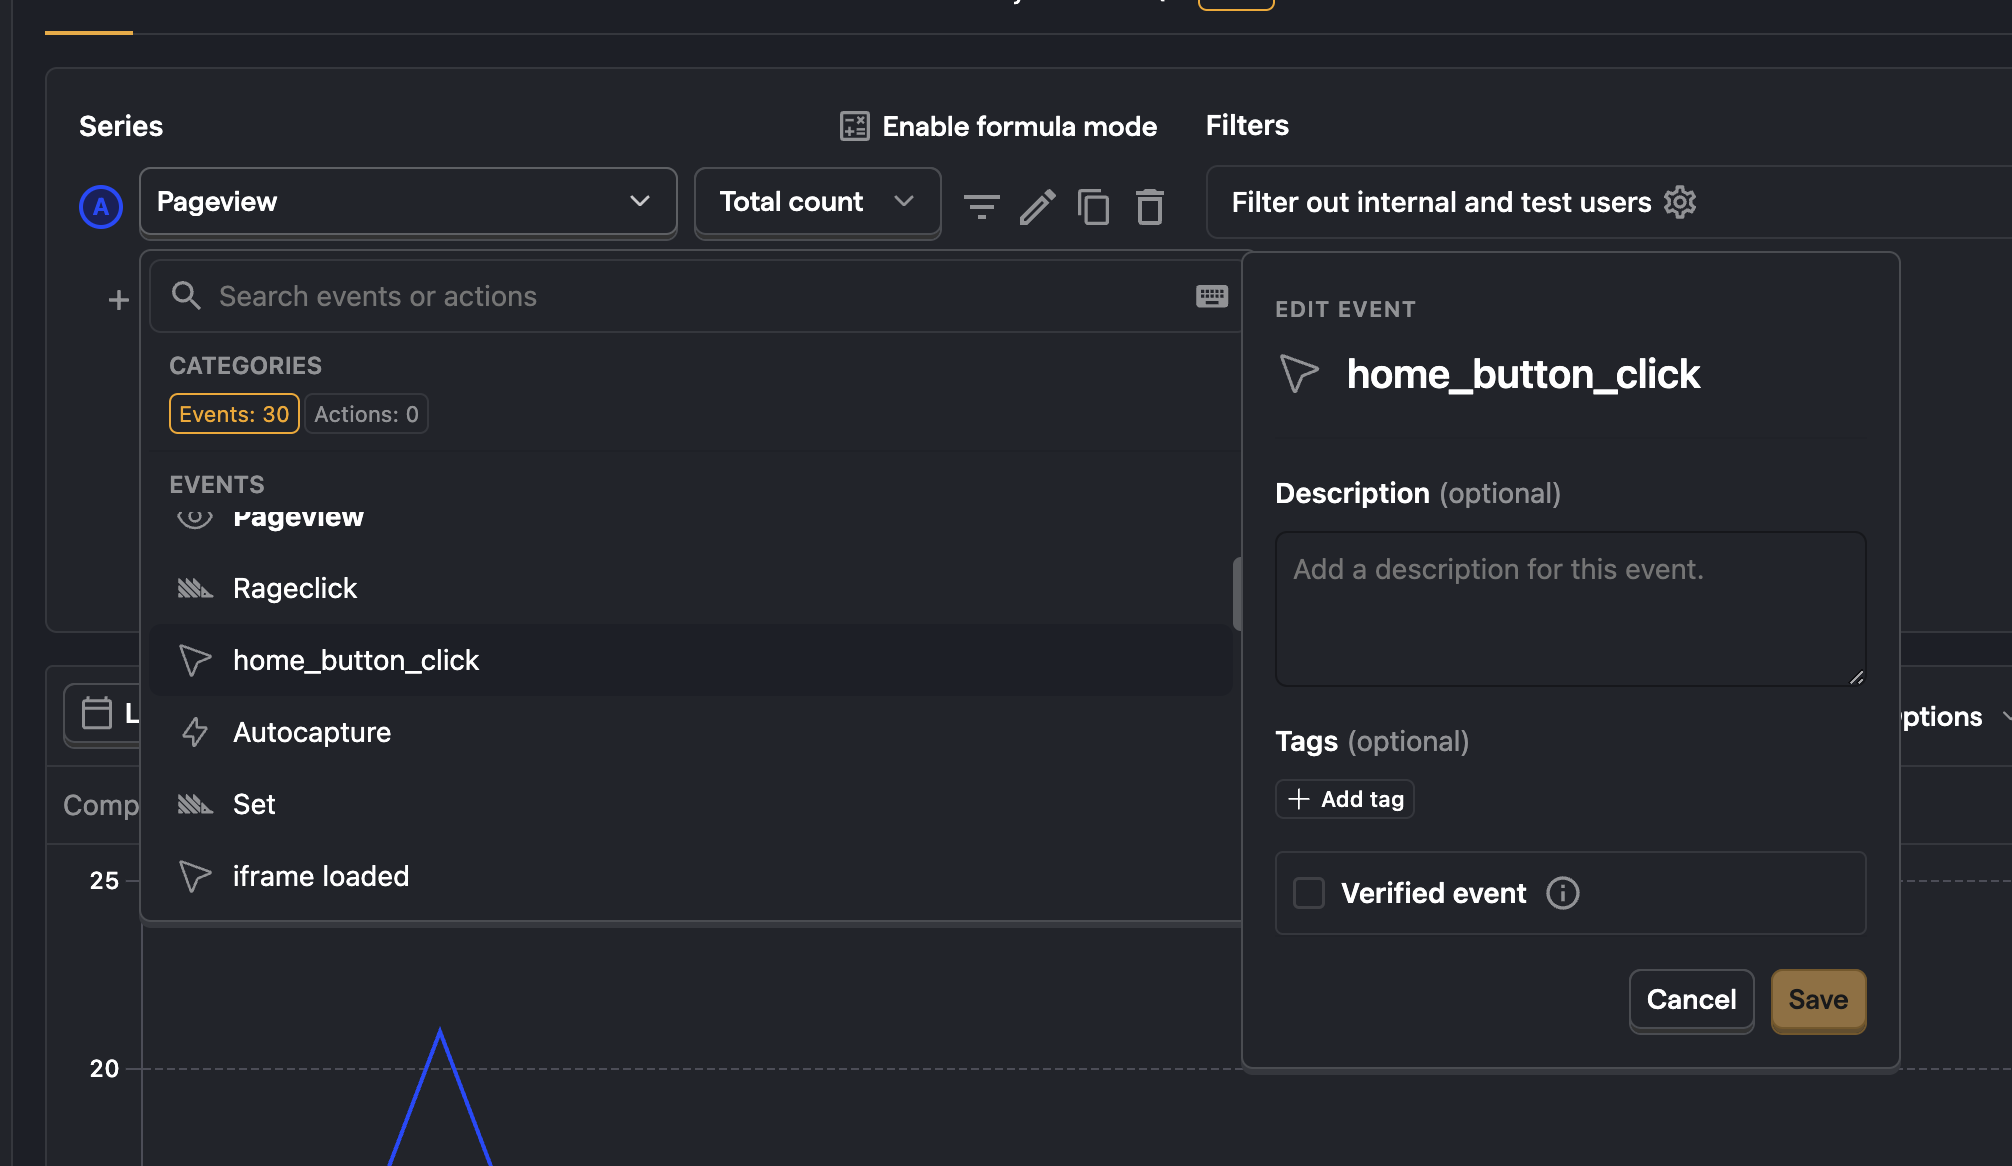 Series
Enable formula mode
Filters
A
Pageview
Total count
Filter out internal and test users
Search events or actions
CATEGORIES
Events: 30
Actions: 0
EVENTS
Pageview
Rageclick
home_button_click
Autocapture
Set
iframe loaded
EDIT EVENT
home_button_click
Description (optional)
Add a description for this event.
Tags (optional)
+ Add tag
Verified event
Cancel
Save
L
ptions
Comp
25
20